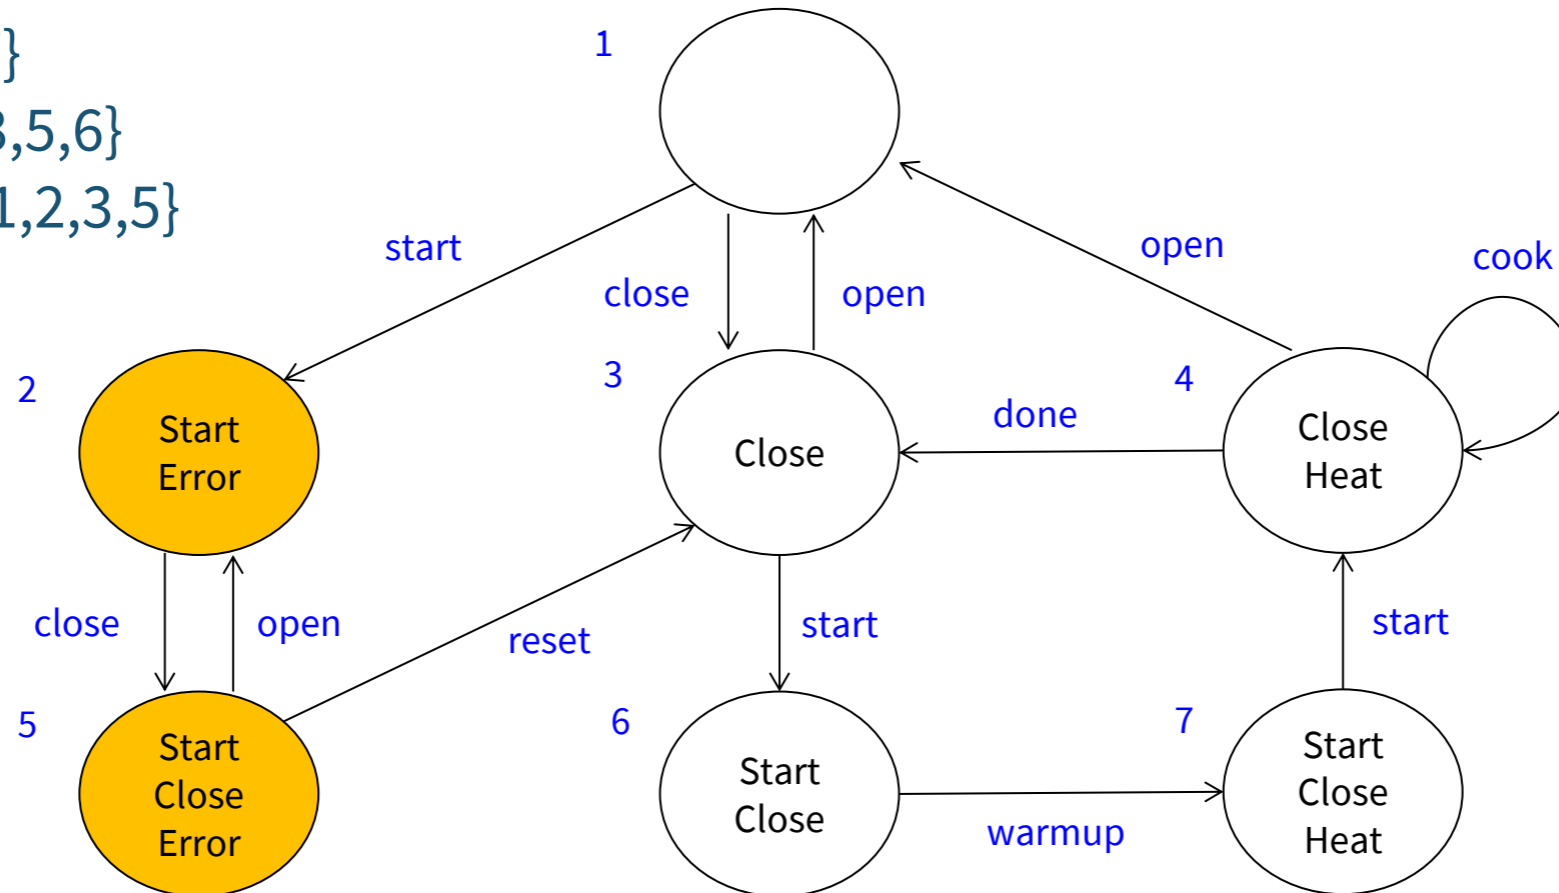 }
3,5,6}
1,2,3,5}
1
start
close
open
open
cook
2
Start
Error
3
Close
done
4
Close
Heat
close
open
reset
start
start
5
Start
Close
Error
6
Start
Close
warmup
7
Start
Close
Heat